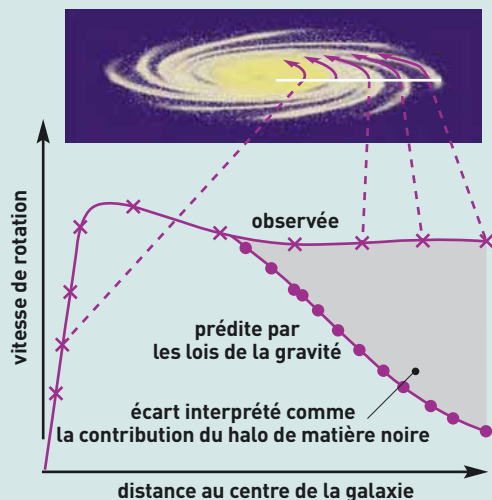 vitesse de rotation
observée
prédite par
les lois de la gravité
écart interprété comme
la contribution du halo de matière noire
distance au centre de la galaxie